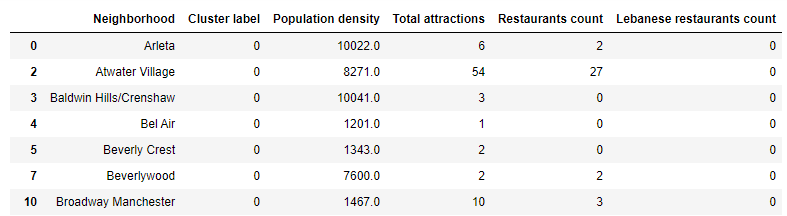 Neighborhood Cluster label Population density Total attractions Restaurants count Lebanese restaurants count
0 Arleta 0 10022.0 6 2 0
2 Atwater Village 0 8271.0 54 27 0
3 Baldwin Hills/Crenshaw 0 10041.0 3 0 0
4 Bel Air 0 1201.0 1 0 0
5 Beverly Crest 0 1343.0 2 0 0
7 Beverlywood 0 7600.0 2 2 0
10 Broadway Manchester 0 1467.0 10 3 0